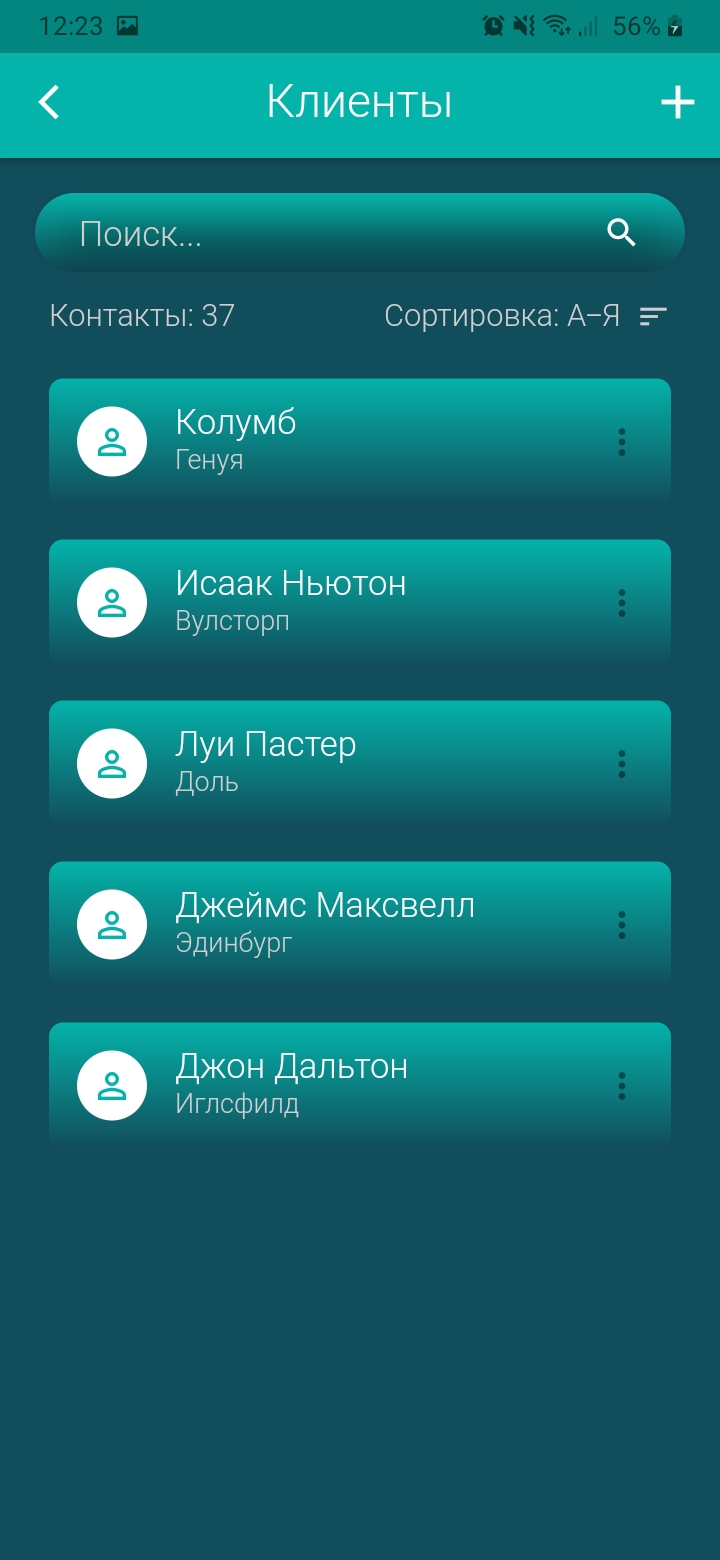 12:23 56%
Клиенты
Поиск...
Контакты: 37 Сортировка: А–Я
Колумб
Генуя
Исаак Ньютон
Вулсторп
Луи Пастер
Доль
Джеймс Максвелл
Эдинбург
Джон Дальтон
Иглсфилд